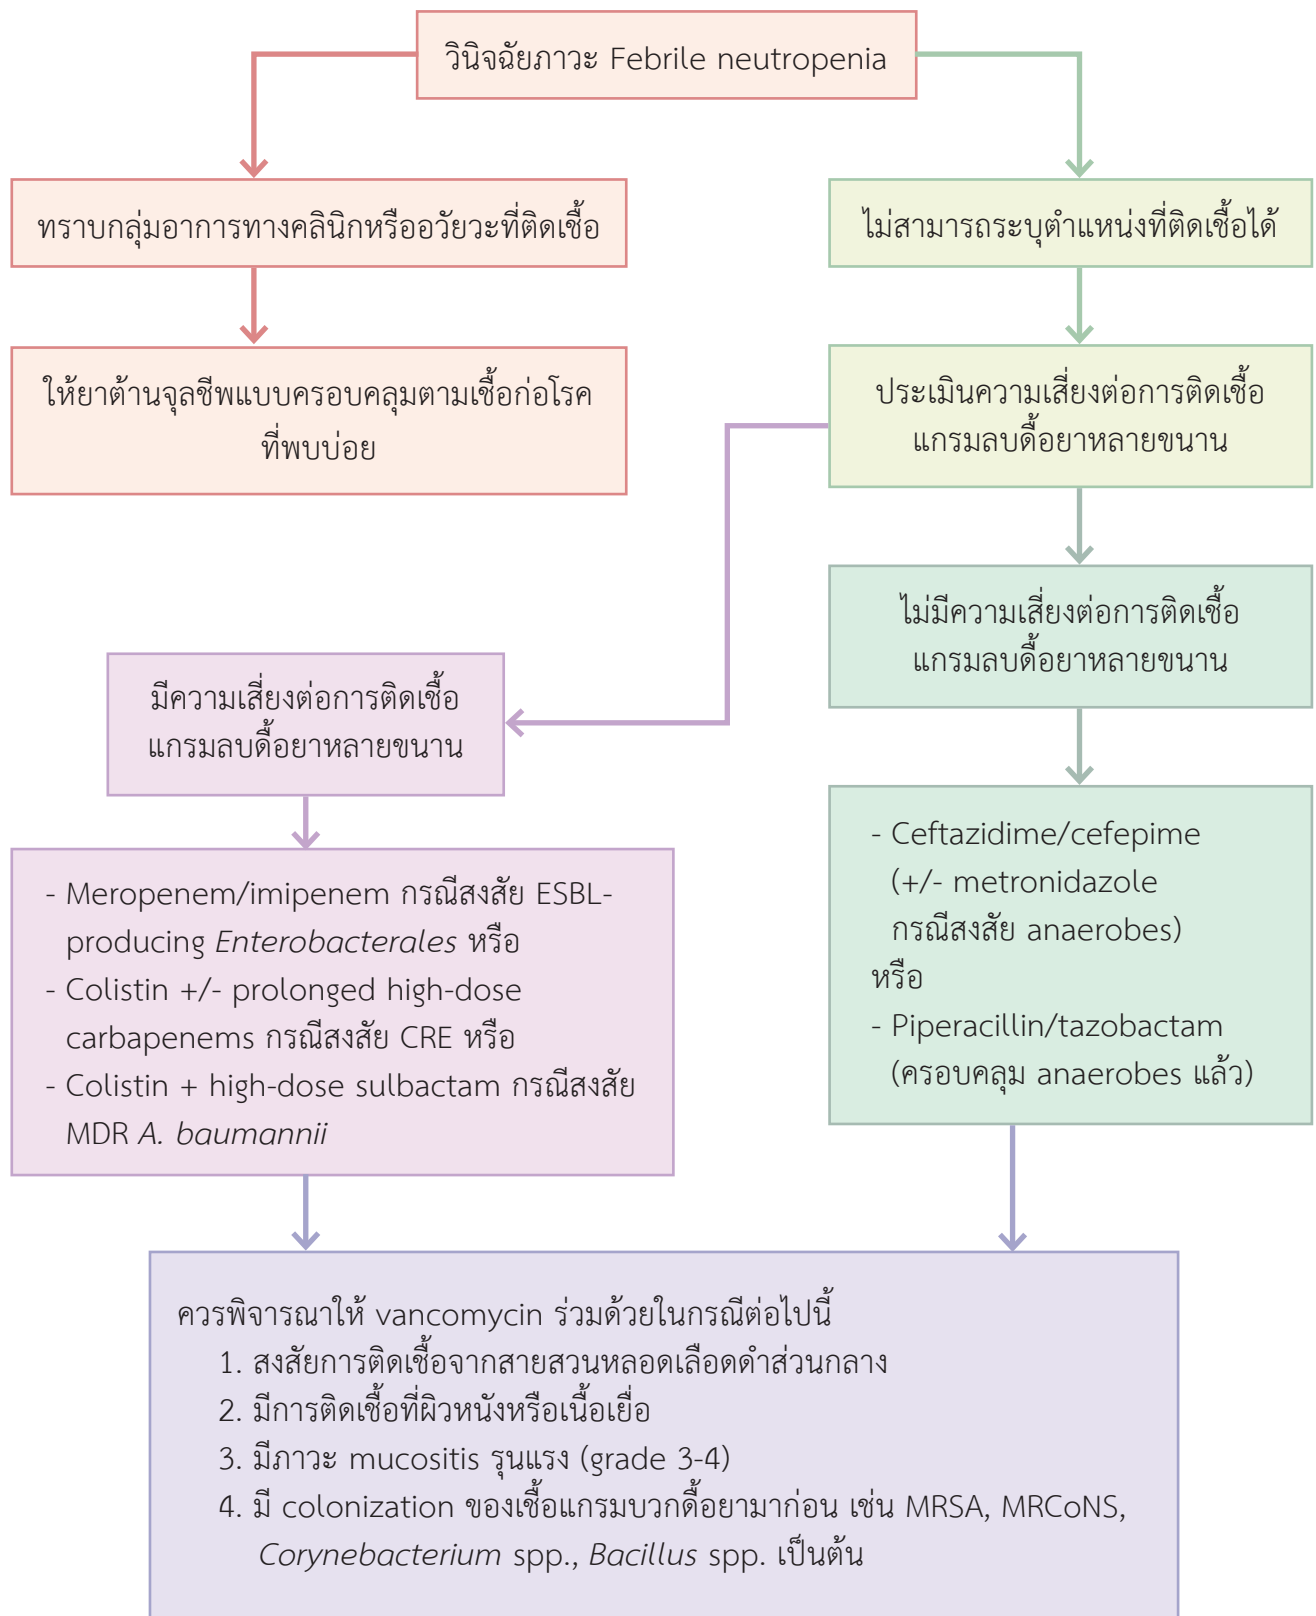 วินิจฉัยภาวะ Febrile neutropenia
ทราบกลุ่มอาการทางคลินิกหรืออวัยวะที่ติดเชื้อ
ไม่สามารถระบุตำแหน่งที่ติดเชื้อได้
ให้ยาต้านจุลชีพแบบครอบคลุมตามเชื้อก่อโรค
ที่พบบ่อย
ประเมินความเสี่ยงต่อการติดเชื้อ
แกรมลบดื้อยาหลายขนาน
ไม่มีความเสี่ยงต่อการติดเชื้อ
แกรมลบดื้อยาหลายขนาน
มีความเสี่ยงต่อการติดเชื้อ
แกรมลบดื้อยาหลายขนาน
- Meropenem/imipenem กรณีสงสัย ESBL-
producing Enterobacterales หรือ
- Colistin +/- prolonged high-dose
carbapenems กรณีสงสัย CRE หรือ
- Colistin + high-dose sulbactam กรณีสงสัย
MDR A. baumannii
- Ceftazidime/cefepime
(+/- metronidazole
กรณีสงสัย anaerobes)
หรือ
- Piperacillin/tazobactam
(ครอบคลุม anaerobes แล้ว)
ควรพิจารณาให้ vancomycin ร่วมด้วยในกรณีต่อไปนี้
1. สงสัยการติดเชื้อจากสายสวนหลอดเลือดดำส่วนกลาง
2. มีการติดเชื้อที่ผิวหนังหรือเนื้อเยื่อ
3. มีภาวะ mucositis รุนแรง (grade 3-4)
4. มี colonization ของเชื้อแกรมบวกดื้อยามาก่อน เช่น MRSA, MRCoNS,
Corynebacterium spp., Bacillus spp. เป็นต้น